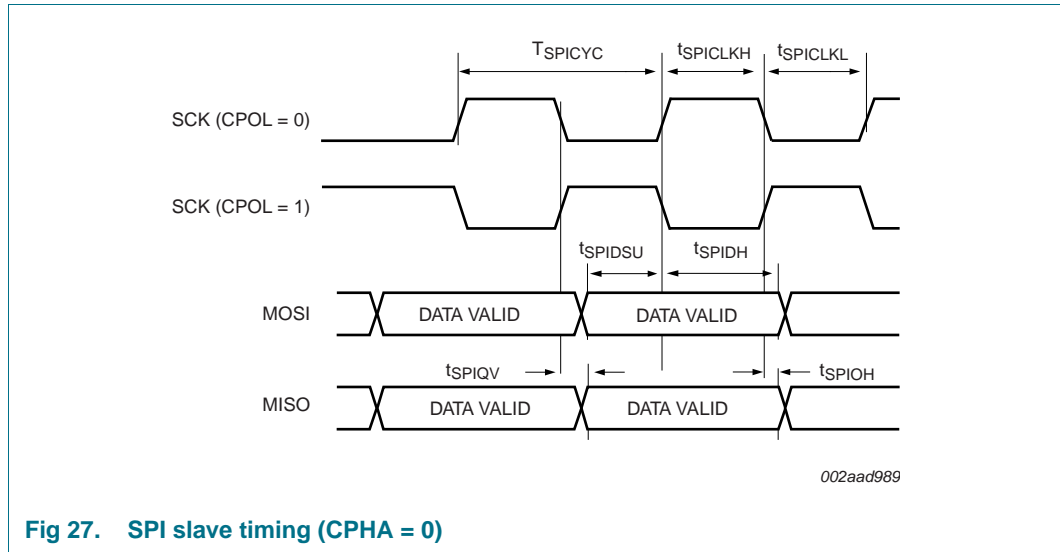 TSPICYC tSPICLKH tSPICLKL
SCK (CPOL = 0)
SCK (CPOL = 1)
tSPIDSU tSPIDH
MOSI DATA VALID DATA VALID
tSPIQV tSPIOH
MISO DATA VALID DATA VALID
002aad989
Fig 27. SPI slave timing (CPHA = 0)